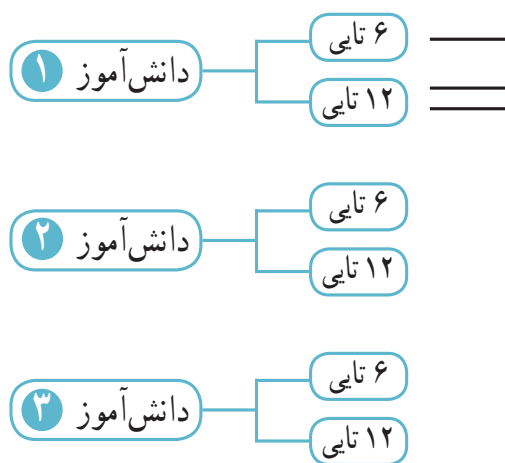 ۶ تایی
دانش‌آموز ۱
۱۲ تایی
۶ تایی
دانش‌آموز ۲
۱۲ تایی
۶ تایی
دانش‌آموز ۳
۱۲ تایی